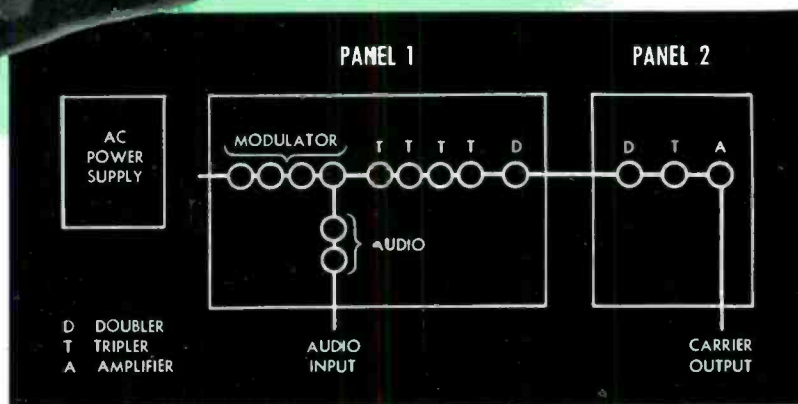 PANEL 1
PANEL 2
AC
POWER
SUPPLY
MODULATOR
T T T T D
D T A
AUDIO
D DOUBLER
T TRIPLER
A AMPLIFIER
AUDIO
INPUT
CARRIER
OUTPUT